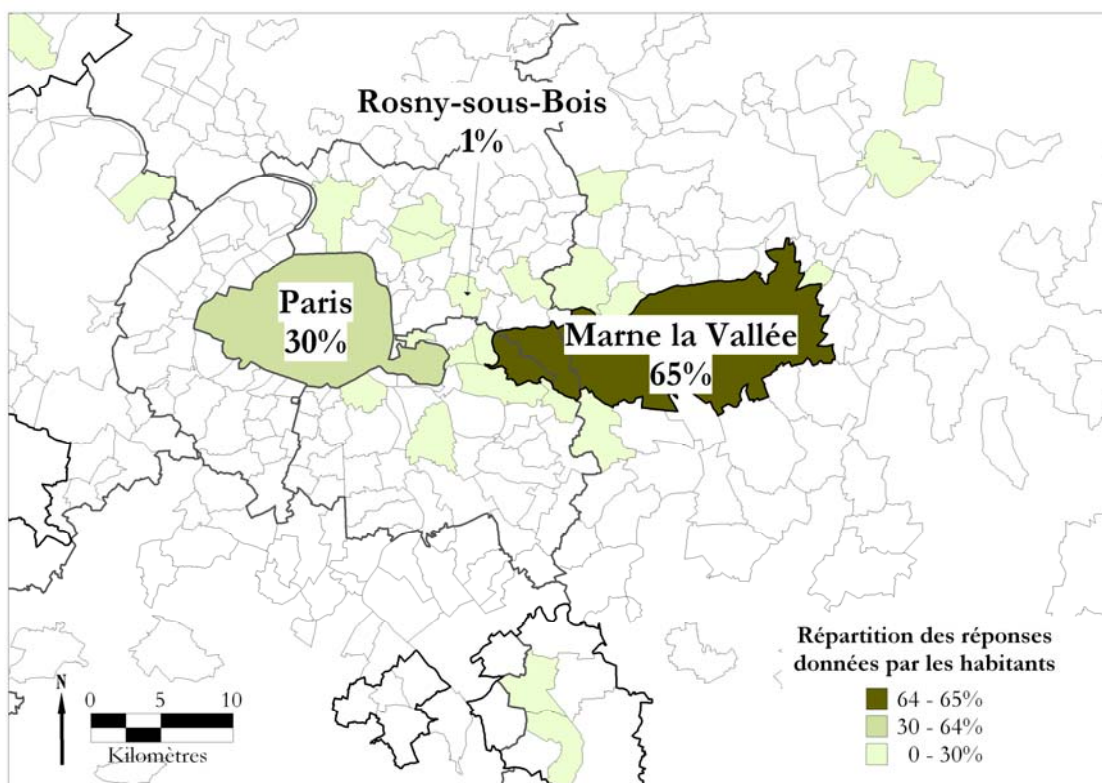 Rosny-sous-Bois
1%
Paris
30%
Marne la Vallée
65%
N
0 5 10
Kilomètres
Répartition des réponses
données par les habitants
64 - 65%
30 - 64%
0 - 30%